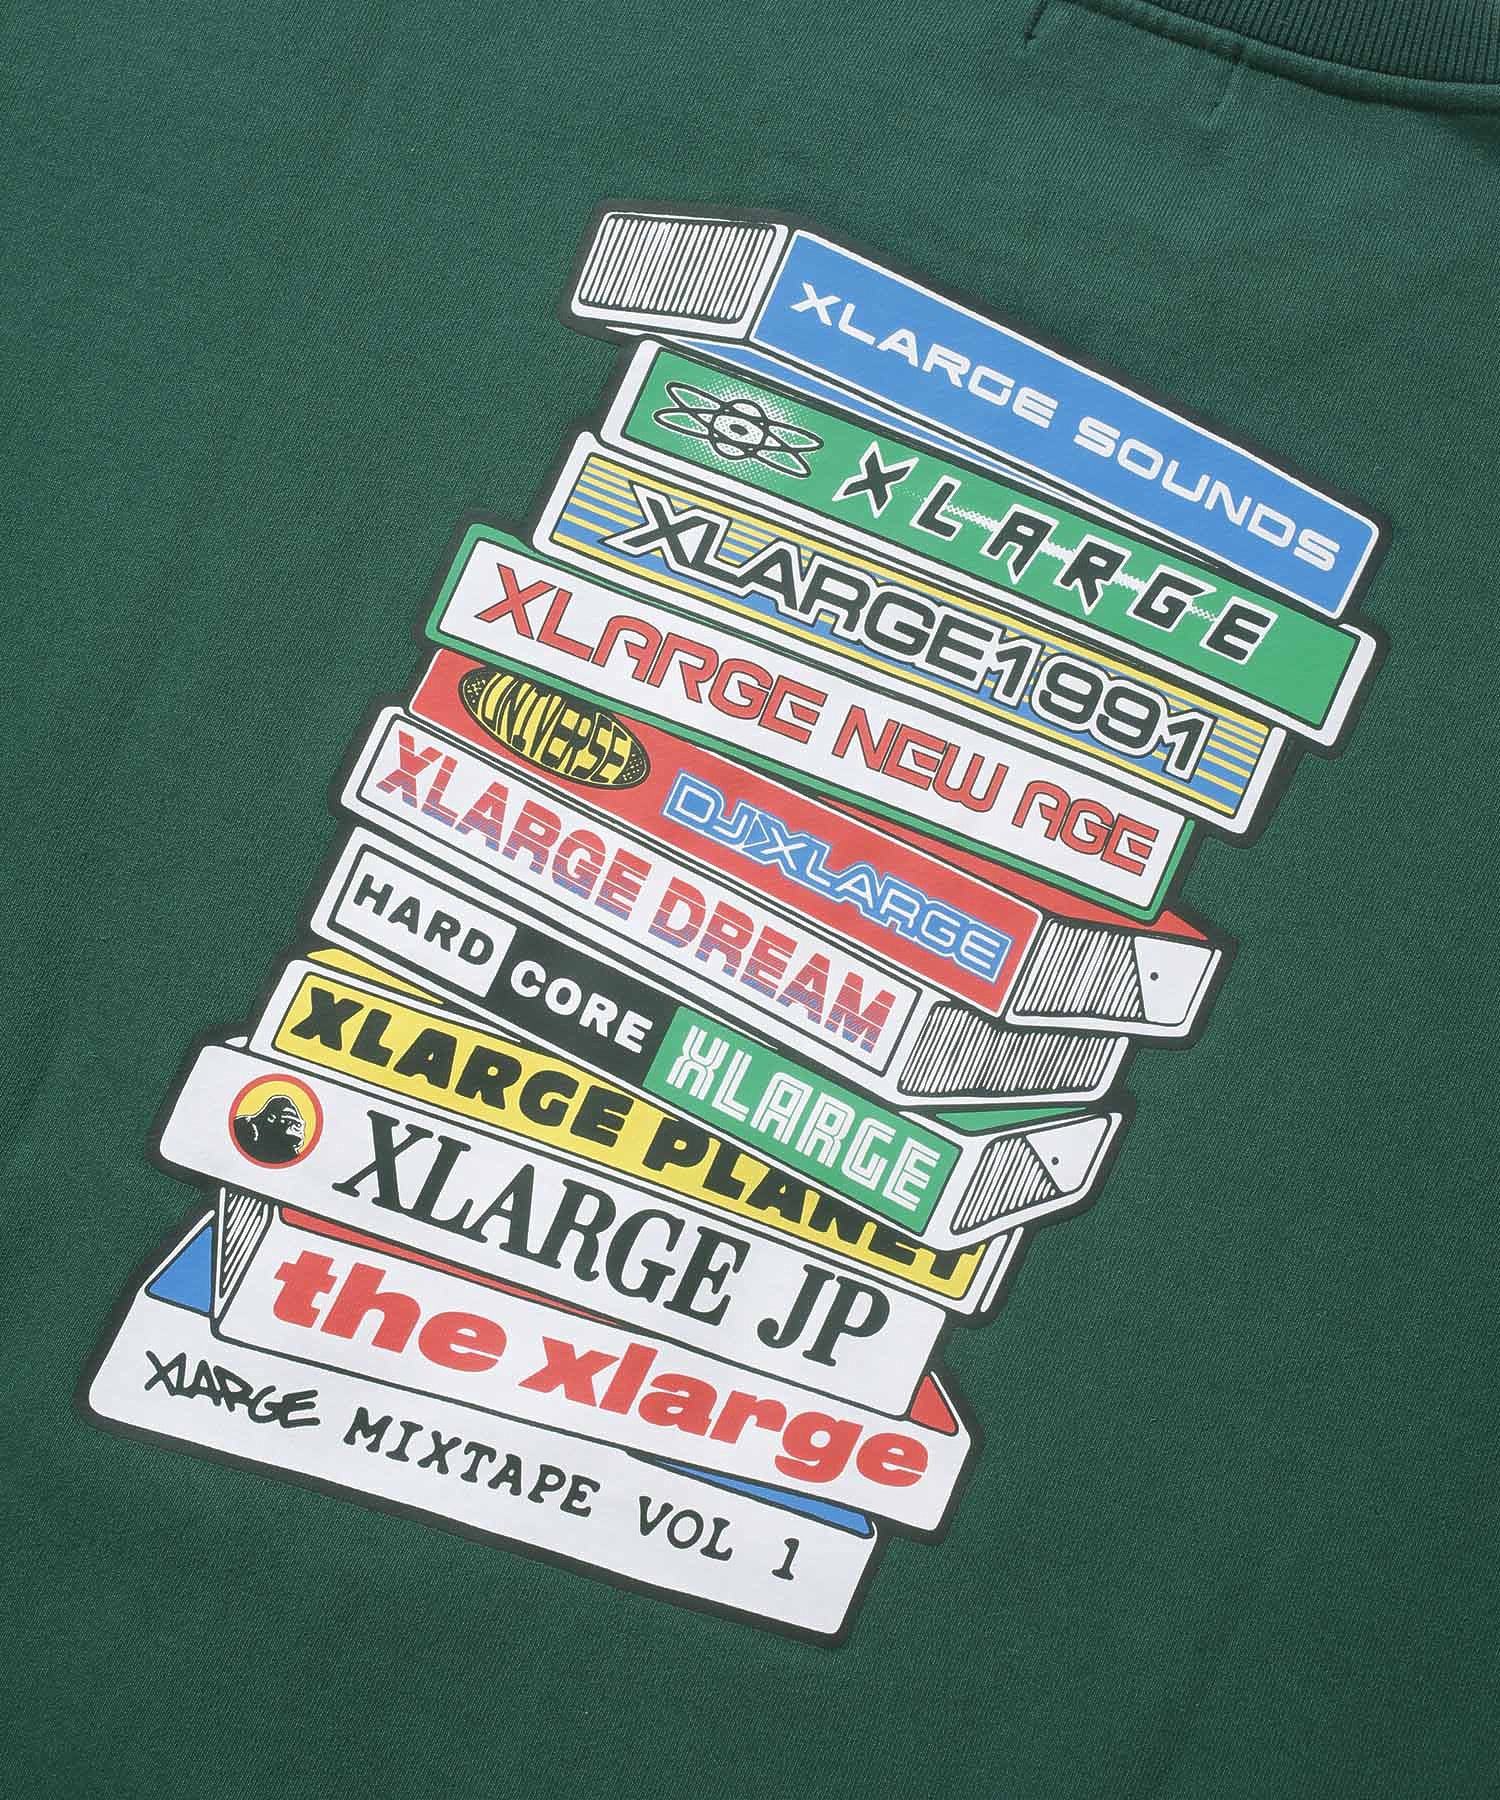 XLARGE SOUNDS
XLARGE
XLARGE1991
XLARGE NEW AGE
UNIVERSE
DJ XLARGE
XLARGE DREAM
HARD CORE XLARGE
XLARGE PLANET
XLARGE JP
the xlarge
XLARGE MIXTAPE VOL 1